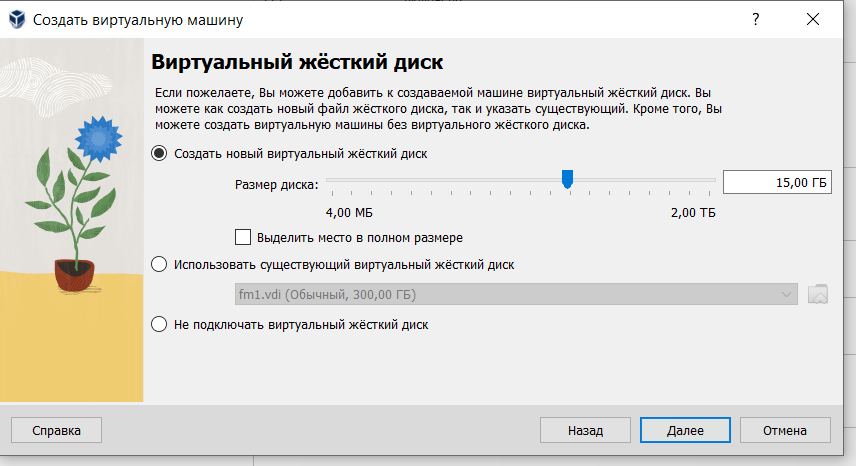 Создать виртуальную машину
?
Виртуальный жёсткий диск
Если пожелаете, Вы можете добавить к создаваемой машине виртуальный жёсткий диск. Вы
можете как создать новый файл жёсткого диска, так и указать существующий. Кроме того, Вы
можете создать виртуальную машины без виртуального жёсткого диска.
Создать новый виртуальный жёсткий диск
Размер диска:
15,00 ГБ
4,00 МБ
2,00 ТБ
Выделить место в полном размере
Использовать существующий виртуальный жёсткий диск
fm1.vdi (Обычный, 300,00 ГБ)
Не подключать виртуальный жёсткий диск
Справка
Назад
Далее
Отмена